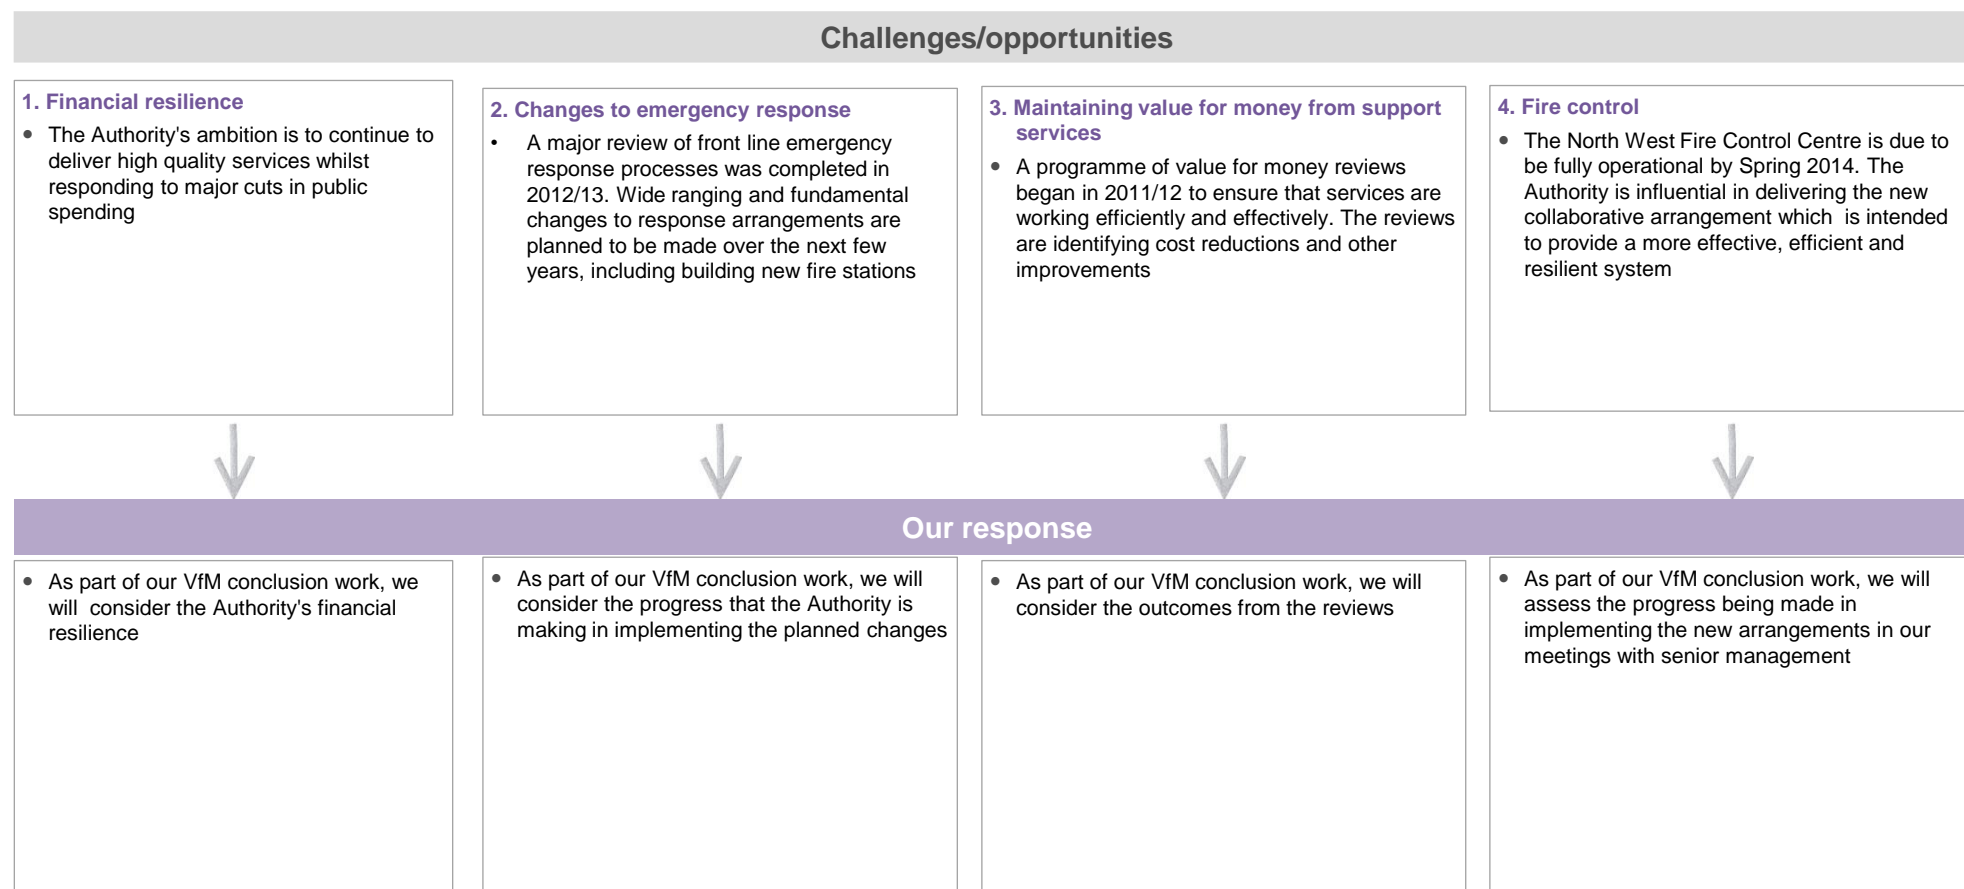 Challenges/opportunities
1. Financial resilience
• The Authority's ambition is to continue to
deliver high quality services whilst
responding to major cuts in public
spending
2. Changes to emergency response
• A major review of front line emergency
response processes was completed in
2012/13. Wide ranging and fundamental
changes to response arrangements are
planned to be made over the next few
years, including building new fire stations
3. Maintaining value for money from support
services
• A programme of value for money reviews
began in 2011/12 to ensure that services are
working efficiently and effectively. The reviews
are identifying cost reductions and other
improvements
4. Fire control
• The North West Fire Control Centre is due to
be fully operational by Spring 2014. The
Authority is influential in delivering the new
collaborative arrangement which is intended
to provide a more effective, efficient and
resilient system
Our response
• As part of our VfM conclusion work, we
will consider the Authority's financial
resilience
• As part of our VfM conclusion work, we will
consider the progress that the Authority is
making in implementing the planned changes
• As part of our VfM conclusion work, we will
consider the outcomes from the reviews
• As part of our VfM conclusion work, we will
assess the progress being made in
implementing the new arrangements in our
meetings with senior management